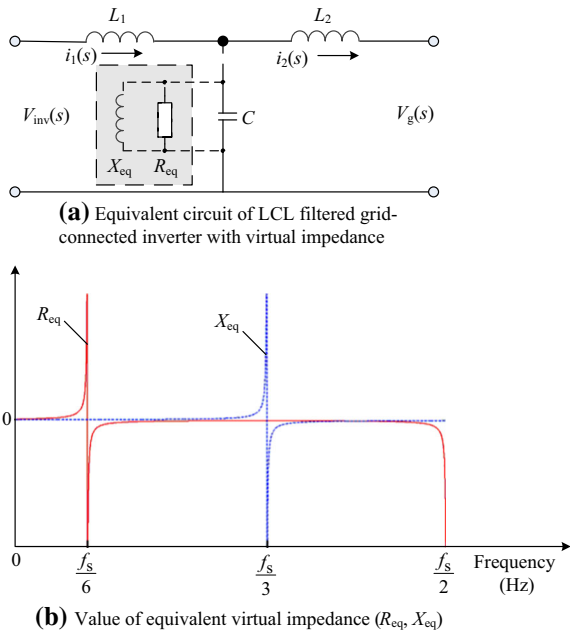 L1 L2
i1(s) i2(s)
Vinv(s) C Vg(s)
Xeq Req
(a) Equivalent circuit of LCL filtered grid-
connected inverter with virtual impedance
Req Xeq
0
0 fs/6 fs/3 fs/2 Frequency
(Hz)
(b) Value of equivalent virtual impedance (Req, Xeq)